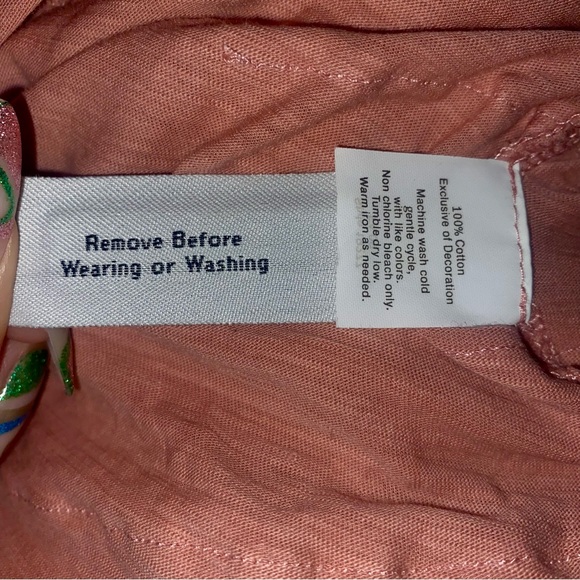 Remove Before
Wearing or Washing
100% Cotton
Exclusive of Decoration
Machine wash cold
gentle cycle,
with like colors.
Non chlorine bleach only.
Tumble dry low.
Warm iron as needed.